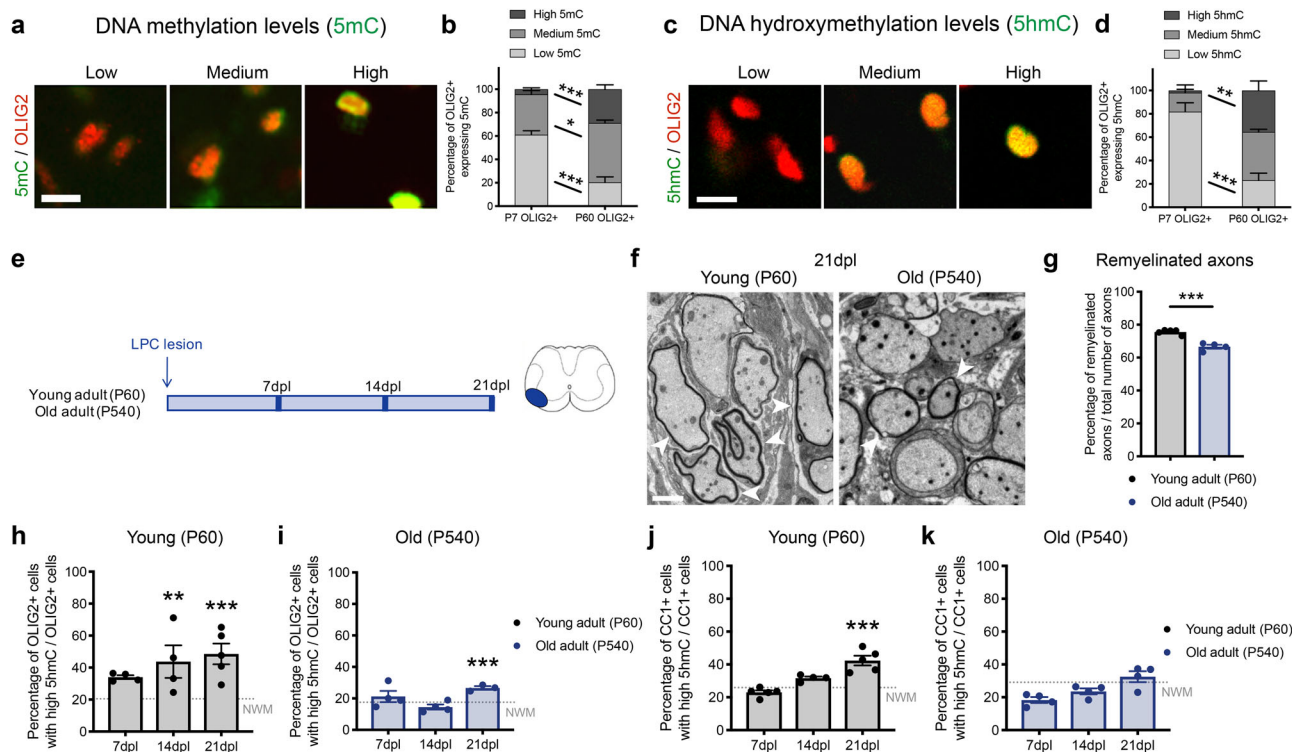 a
DNA methylation levels (5mC)
Low
Medium
High
5mC / OLIG2
b
High 5mC
Medium 5mC
Low 5mC
Percentage of OLIG2+
expressing 5mC
100
80
60
40
20
0
***
*
***
P7 OLIG2+
P60 OLIG2+
c
DNA hydroxymethylation levels (5hmC)
Low
Medium
High
5hmC / OLIG2
d
High 5hmC
Medium 5hmC
Low 5hmC
Percentage of OLIG2+
expressing 5hmC
100
80
60
40
20
0
**
***
P7 OLIG2+
P60 OLIG2+
e
LPC lesion
Young adult (P60)
Old adult (P540)
7dpl
14dpl
21dpl
f
21dpl
Young (P60)
Old (P540)
g
Remyelinated axons
Percentage of remyelinated
axons / total number of axons
100
80
60
40
20
0
***
Young adult (P60)
Old adult (P540)
h
Young (P60)
Percentage of OLIG2+ cells
with high 5hmC / OLIG2+ cells
100
80
60
40
20
0
**
***
NWM
7dpl
14dpl
21dpl
i
Old (P540)
Percentage of OLIG2+ cells
with high 5hmC / OLIG2+ cells
100
80
60
40
20
0
***
NWM
7dpl
14dpl
21dpl
Young adult (P60)
Old adult (P540)
j
Young (P60)
Percentage of CC1+ cells
with high 5hmC / CC1+ cells
100
80
60
40
20
0
***
NWM
7dpl
14dpl
21dpl
k
Old (P540)
Percentage of CC1+ cells
with high 5hmC / CC1+ cells
100
80
60
40
20
0
NWM
7dpl
14dpl
21dpl
Young adult (P60)
Old adult (P540)